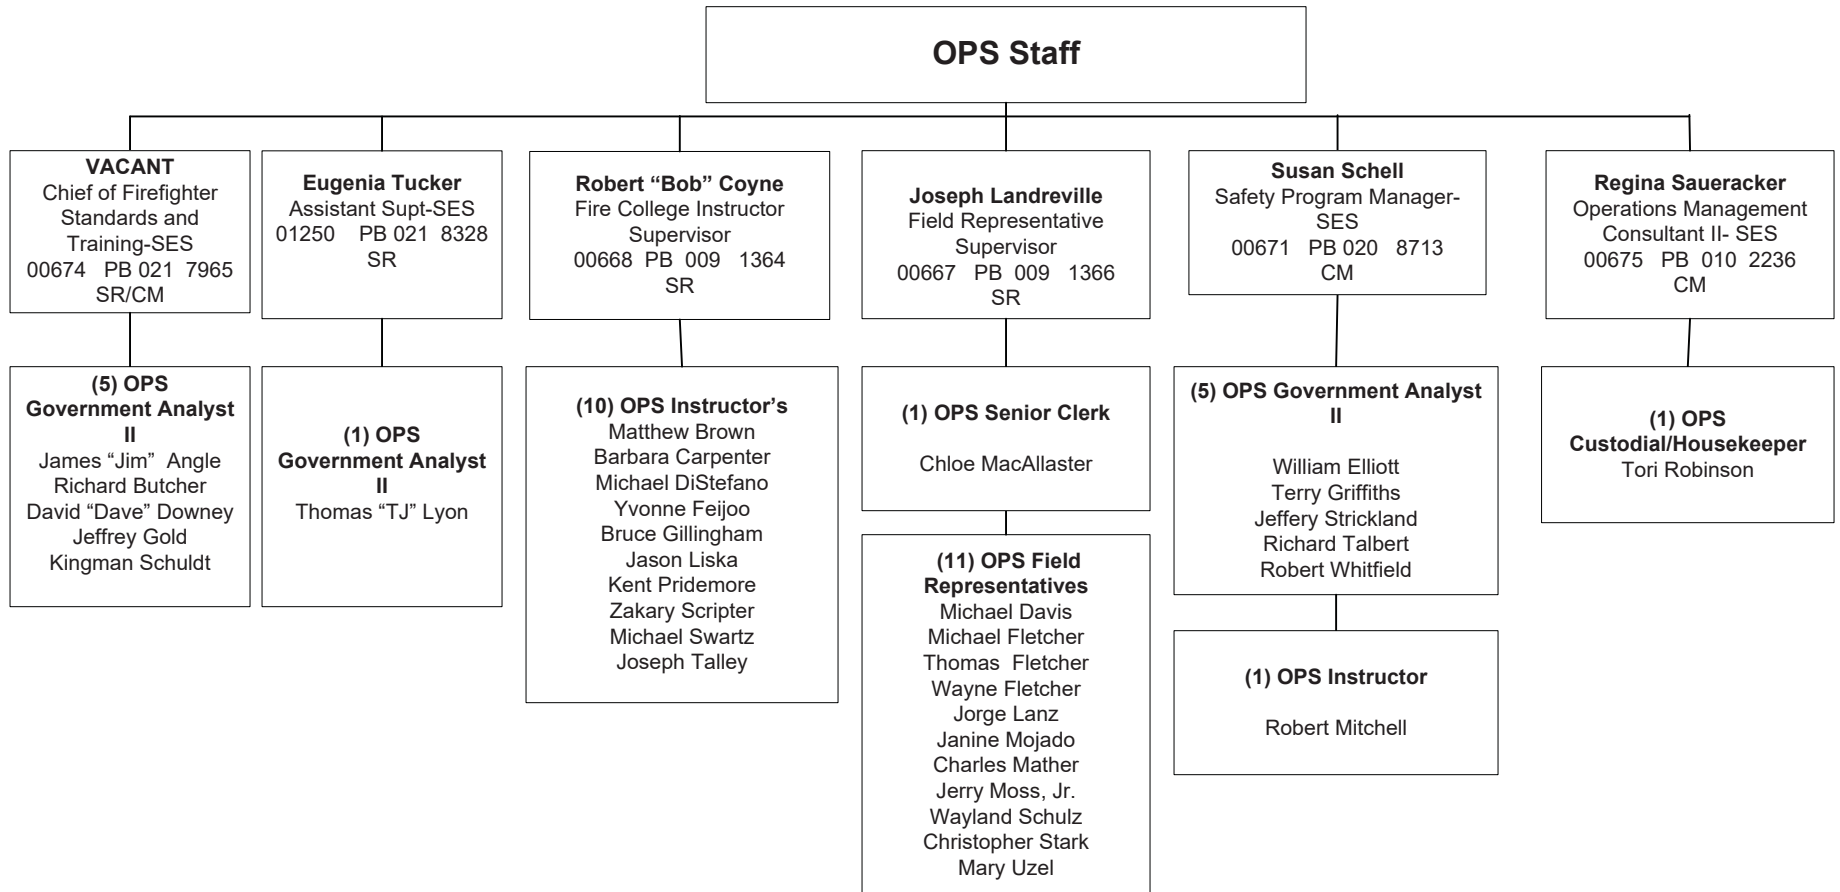 OPS Staff
VACANT
Chief of Firefighter
Standards and
Training-SES
00674 PB 021 7965
SR/CM
Eugenia Tucker
Assistant Supt-SES
01250 PB 021 8328
SR
Robert “Bob” Coyne
Fire College Instructor
Supervisor
00668 PB 009 1364
SR
Joseph Landreville
Field Representative
Supervisor
00667 PB 009 1366
SR
Susan Schell
Safety Program Manager-
SES
00671 PB 020 8713
CM
Regina Saueracker
Operations Management
Consultant II- SES
00675 PB 010 2236
CM
(5) OPS
Government Analyst
II
James “Jim” Angle
Richard Butcher
David “Dave” Downey
Jeffrey Gold
Kingman Schuldt
(1) OPS
Government Analyst
II
Thomas “TJ” Lyon
(10) OPS Instructor’s
Matthew Brown
Barbara Carpenter
Michael DiStefano
Yvonne Feijoo
Bruce Gillingham
Jason Liska
Kent Pridemore
Zakary Scripter
Michael Swartz
Joseph Talley
(1) OPS Senior Clerk
Chloe MacAllaster
(11) OPS Field
Representatives
Michael Davis
Michael Fletcher
Thomas Fletcher
Wayne Fletcher
Jorge Lanz
Janine Mojado
Charles Mather
Jerry Moss, Jr.
Wayland Schulz
Christopher Stark
Mary Uzel
(5) OPS Government Analyst
II
William Elliott
Terry Griffiths
Jeffery Strickland
Richard Talbert
Robert Whitfield
(1) OPS Instructor
Robert Mitchell
(1) OPS
Custodial/Housekeeper
Tori Robinson